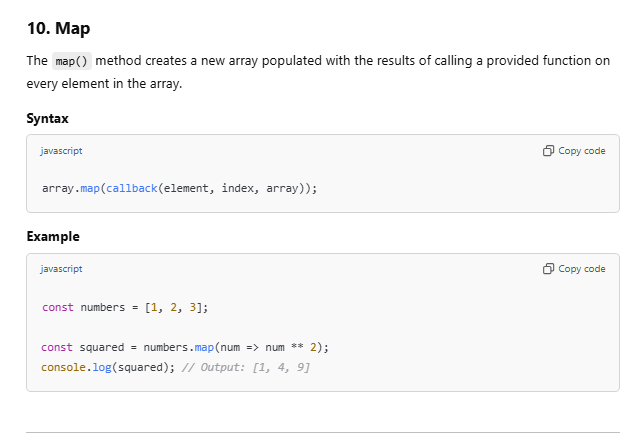 10. Map
The map() method creates a new array populated with the results of calling a provided function on
every element in the array.
Syntax
javascript
Copy code
array.map(callback(element, index, array));
Example
javascript
Copy code
const numbers = [1, 2, 3];
const squared = numbers.map(num => num ** 2);
console.log(squared); // Output: [1, 4, 9]